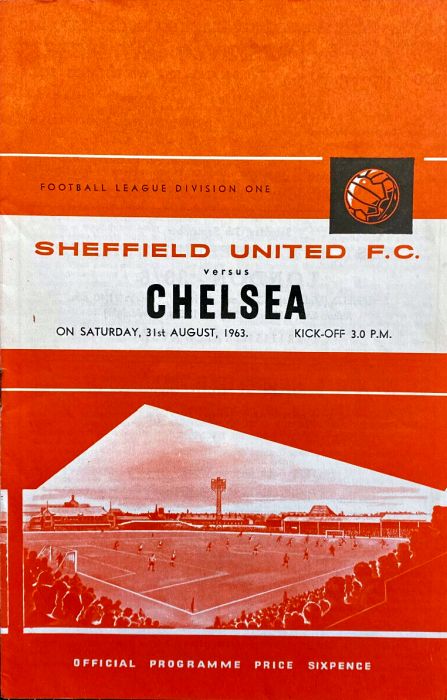 FOOTBALL LEAGUE DIVISION ONE
SHEFFIELD UNITED F.C.
versus
CHELSEA
ON SATURDAY, 31st AUGUST, 1963. KICK-OFF 3.0 P.M.
OFFICIAL PROGRAMME PRICE SIXPENCE